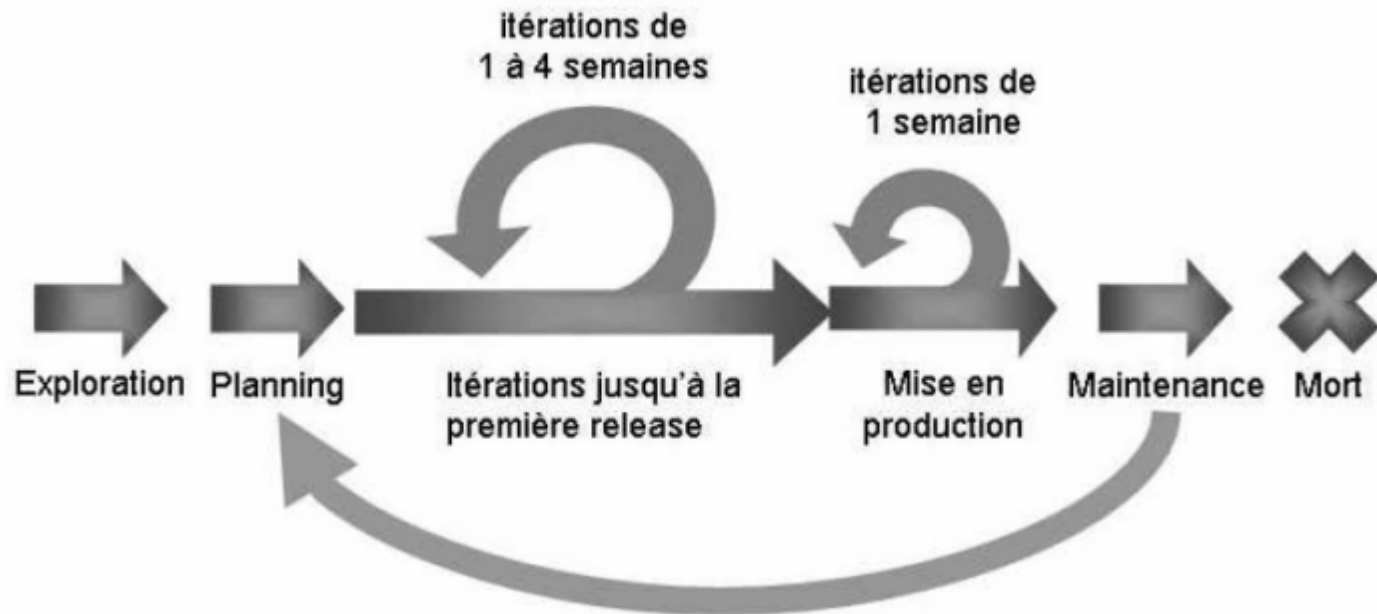 itérations de
1 à 4 semaines
itérations de
1 semaine
Exploration
Planning
Itérations jusqu'à la
première release
Mise en
production
Maintenance
Mort